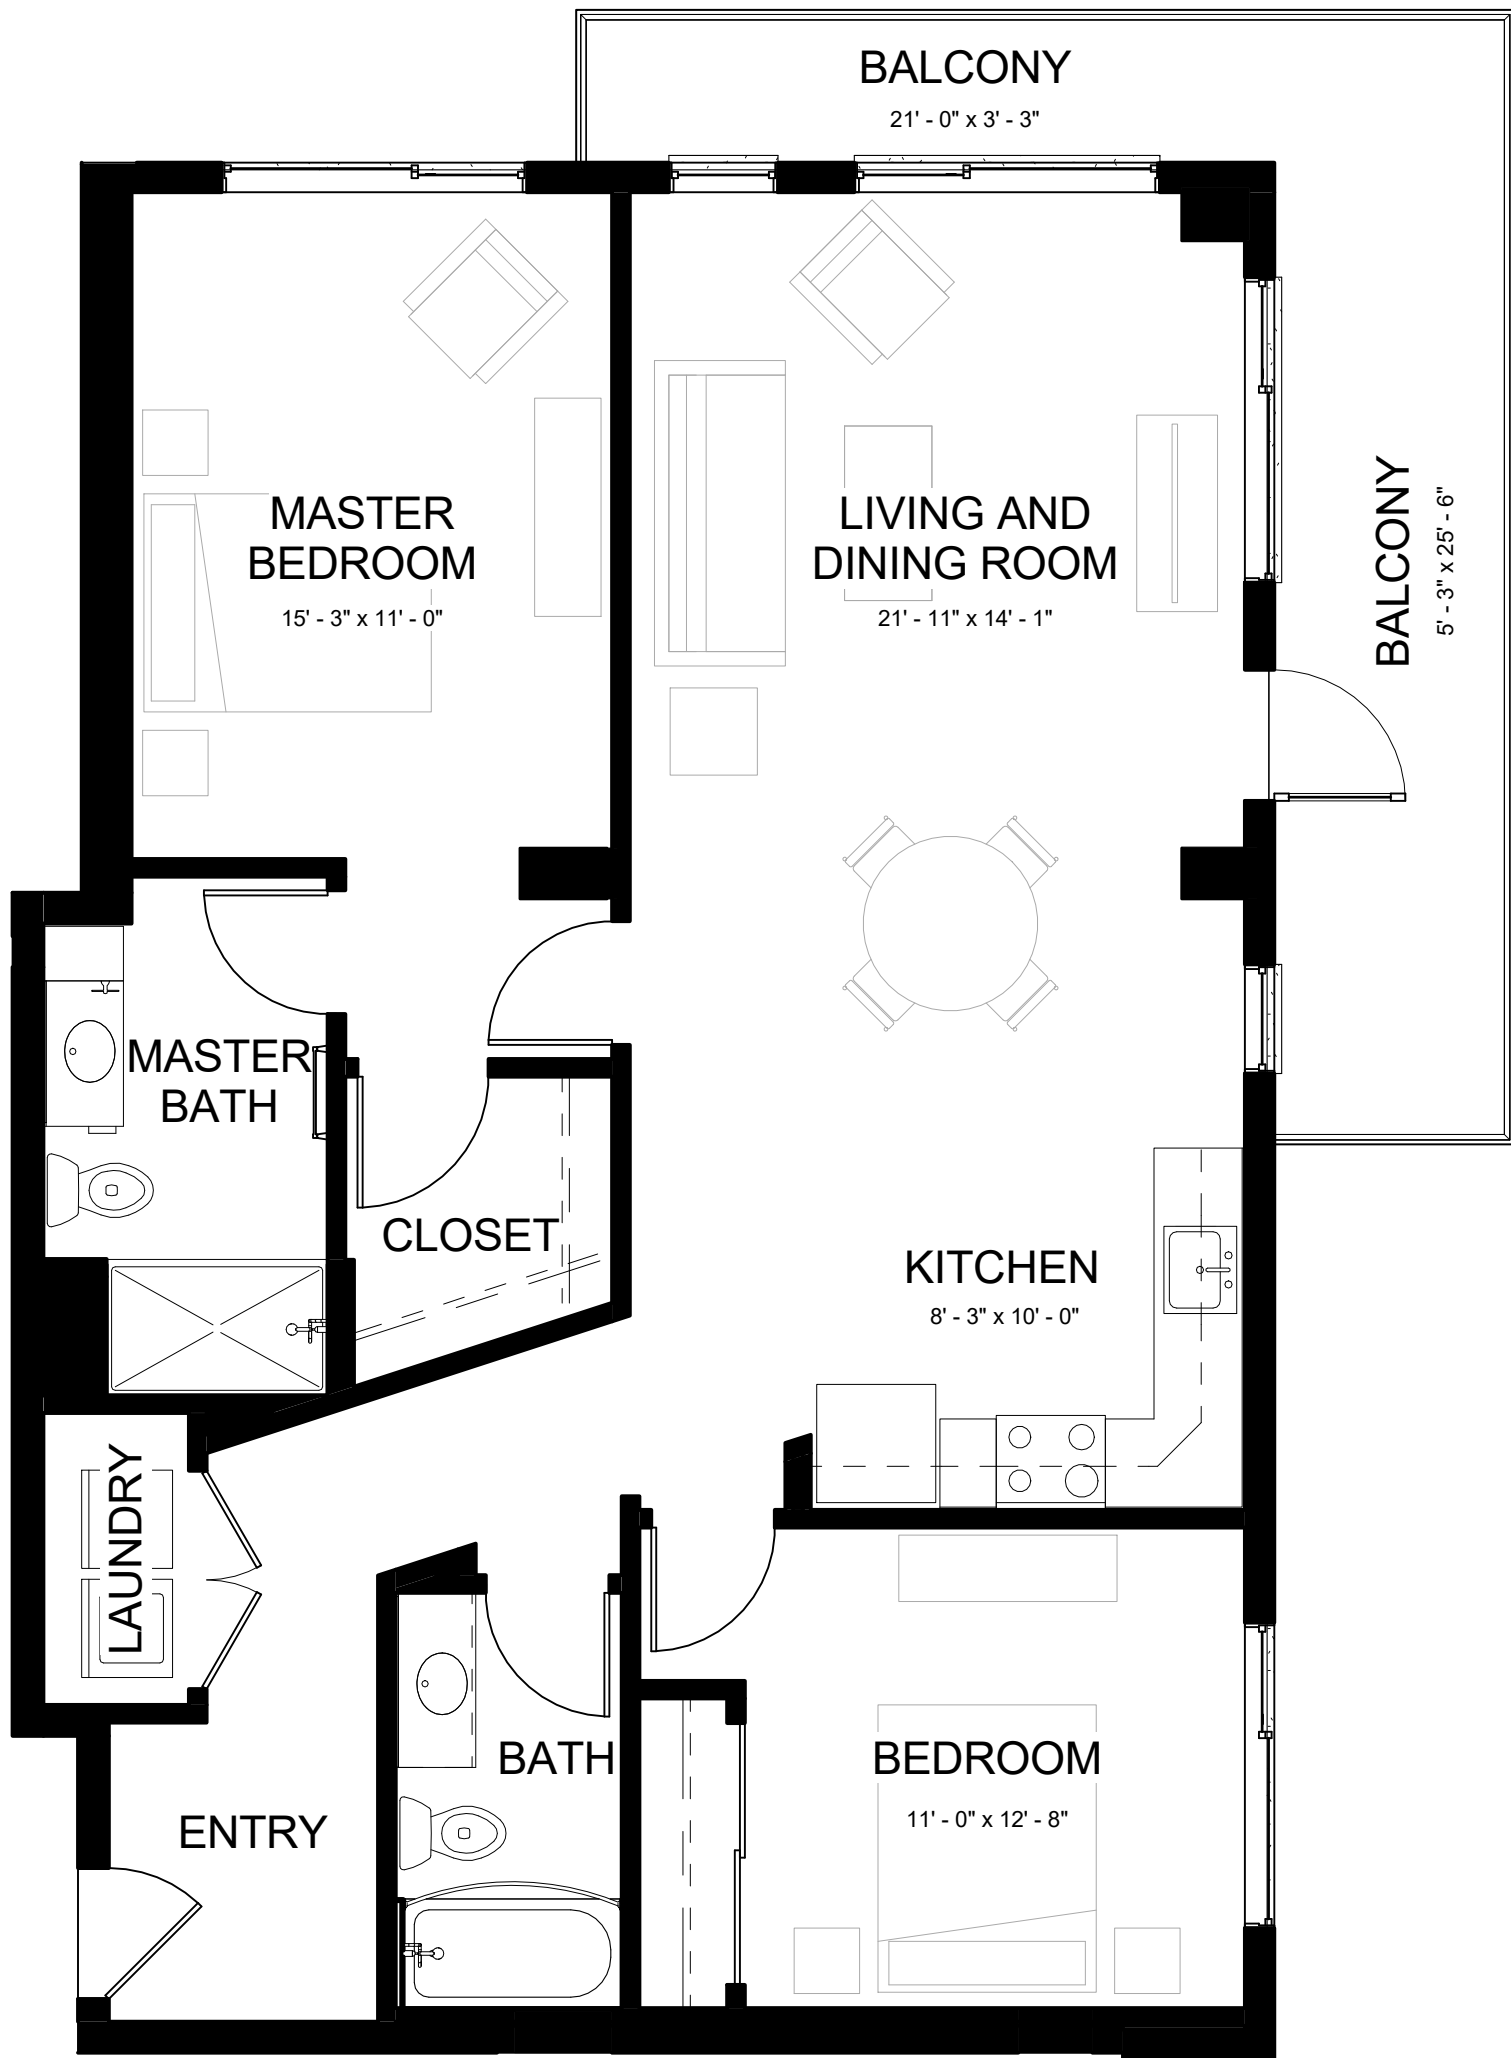 BALCONY
21' - 0" x 3' - 3"
MASTER
BEDROOM
15' - 3" x 11' - 0"
LIVING AND
DINING ROOM
21' - 11" x 14' - 1"
BALCONY
5' - 3" x 25' - 6"
MASTER
BATH
CLOSET
KITCHEN
8' - 3" x 10' - 0"
LAUNDRY
BATH
BEDROOM
11' - 0" x 12' - 8"
ENTRY